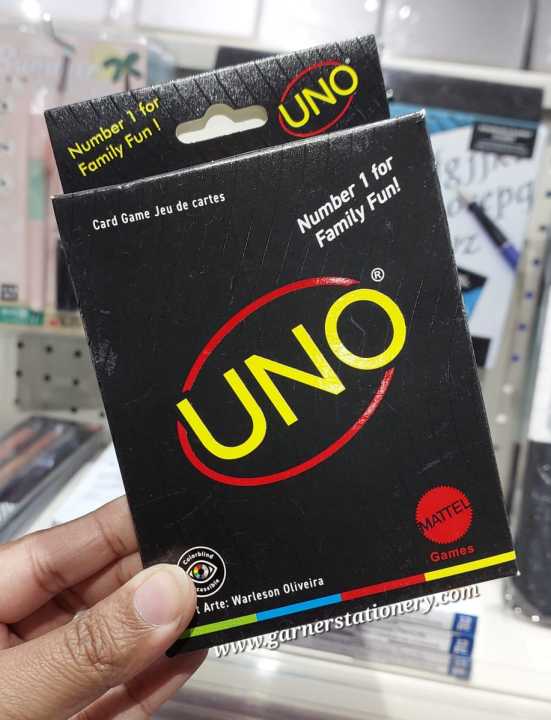 Number 1 for
Family Fun !
UNO
Card Game Jeu de cartes
Number 1 for
Family Fun!
UNO®
MATTEL
Games
Colorblind
Accessible
t Arte: Warleson Oliveira
www.garnerstationery.com